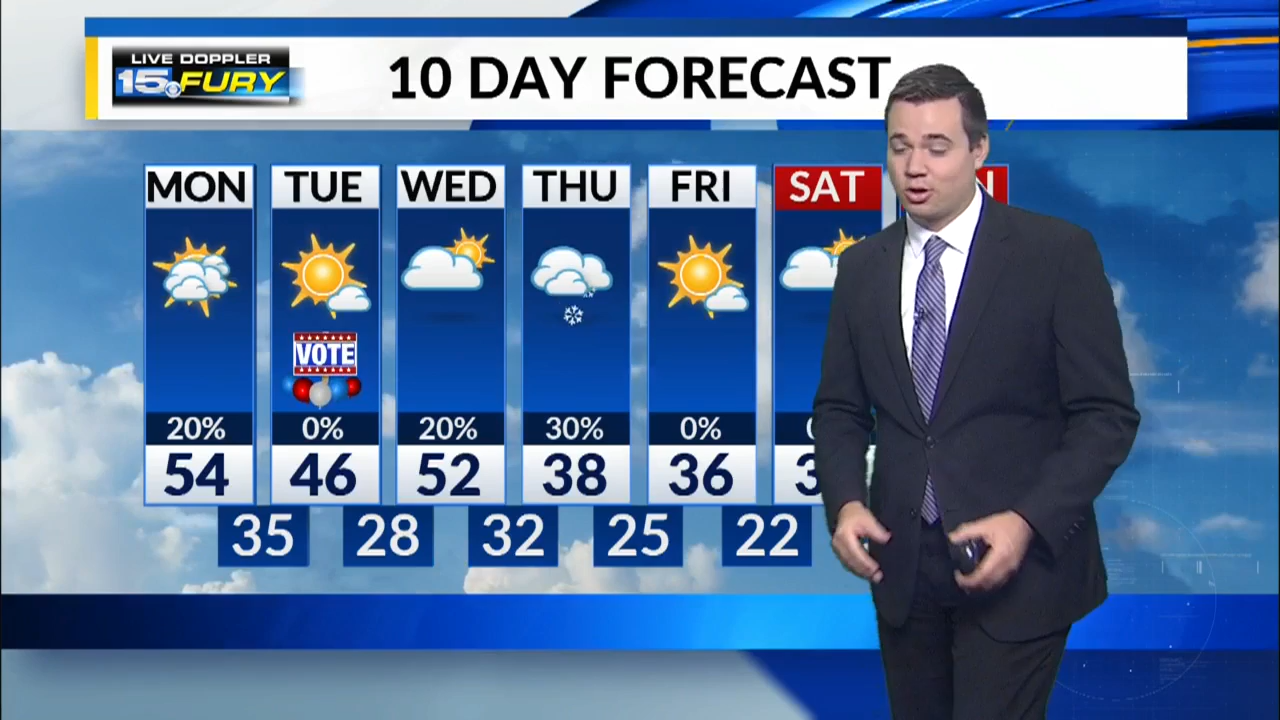 LIVE DOPPLER
15 FURY
10 DAY FORECAST
MON TUE WED THU FRI SAT
VOTE
20% 0% 20% 30% 0%
54 46 52 38 36
35 28 32 25 22